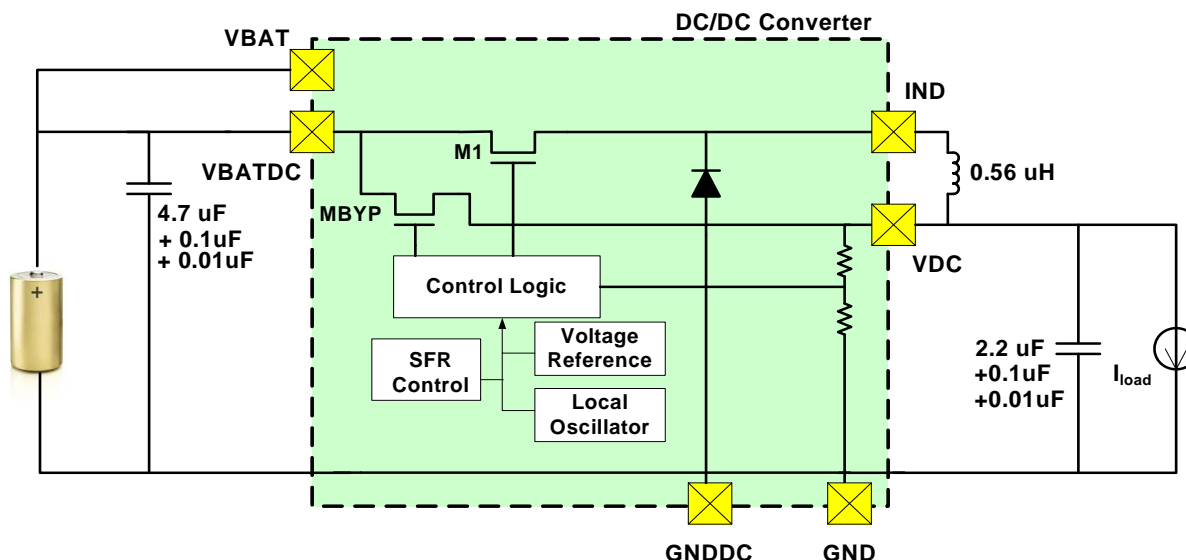 DC/DC Converter
VBAT
IND
VBATDC
M1
0.56 uH
4.7 uF
+ 0.1uF
+ 0.01uF
MBYP
VDC
+
Control Logic
Voltage
Reference
SFR
Control
Local
Oscillator
2.2 uF
+0.1uF
+0.01uF
Iload
GNDDC
GND